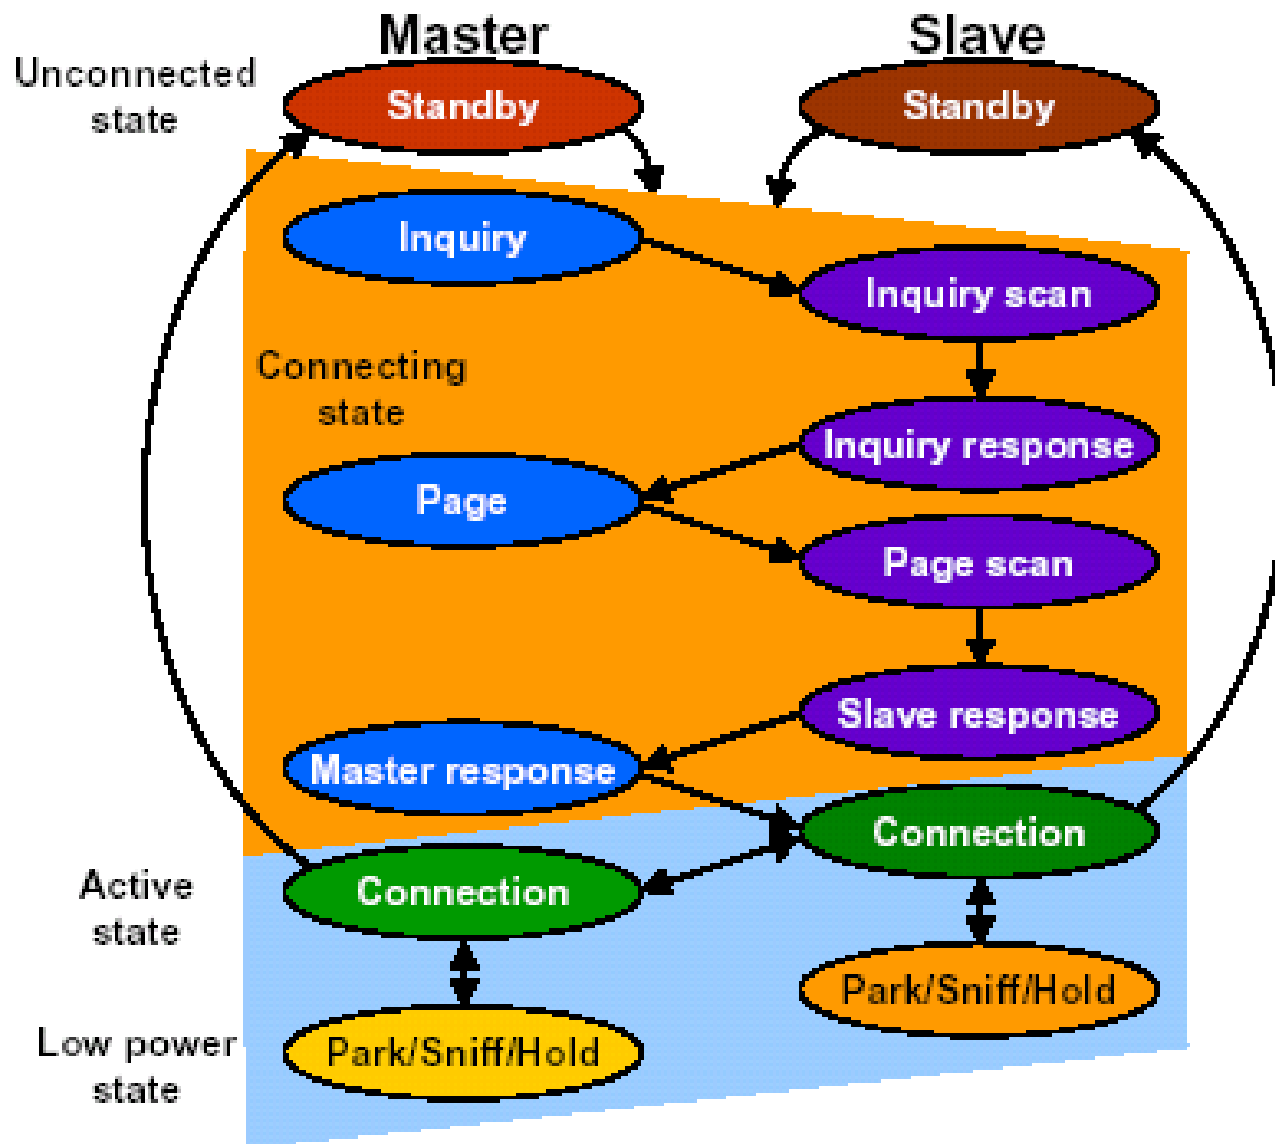 Master
Slave
Unconnected
state
Standby
Standby
Inquiry
Inquiry scan
Connecting
state
Inquiry response
Page
Page scan
Slave response
Master response
Connection
Active
state
Connection
Park/Sniff/Hold
Low power
state
Park/Sniff/Hold